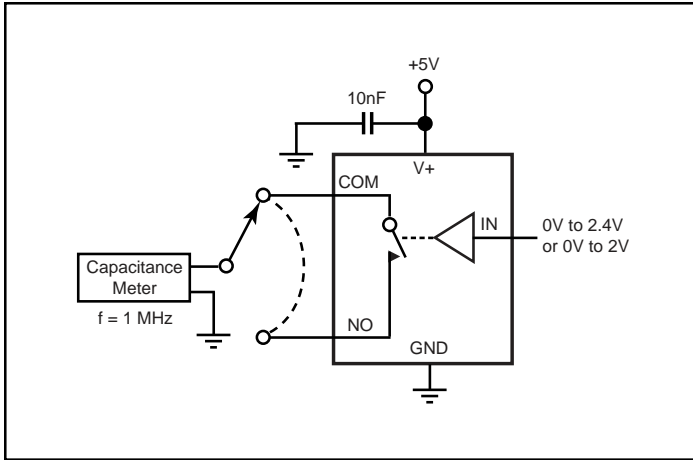 +5V
10nF
V+
COM
IN
0V to 2.4V
or 0V to 2V
Capacitance
Meter
f = 1 MHz
NO
GND